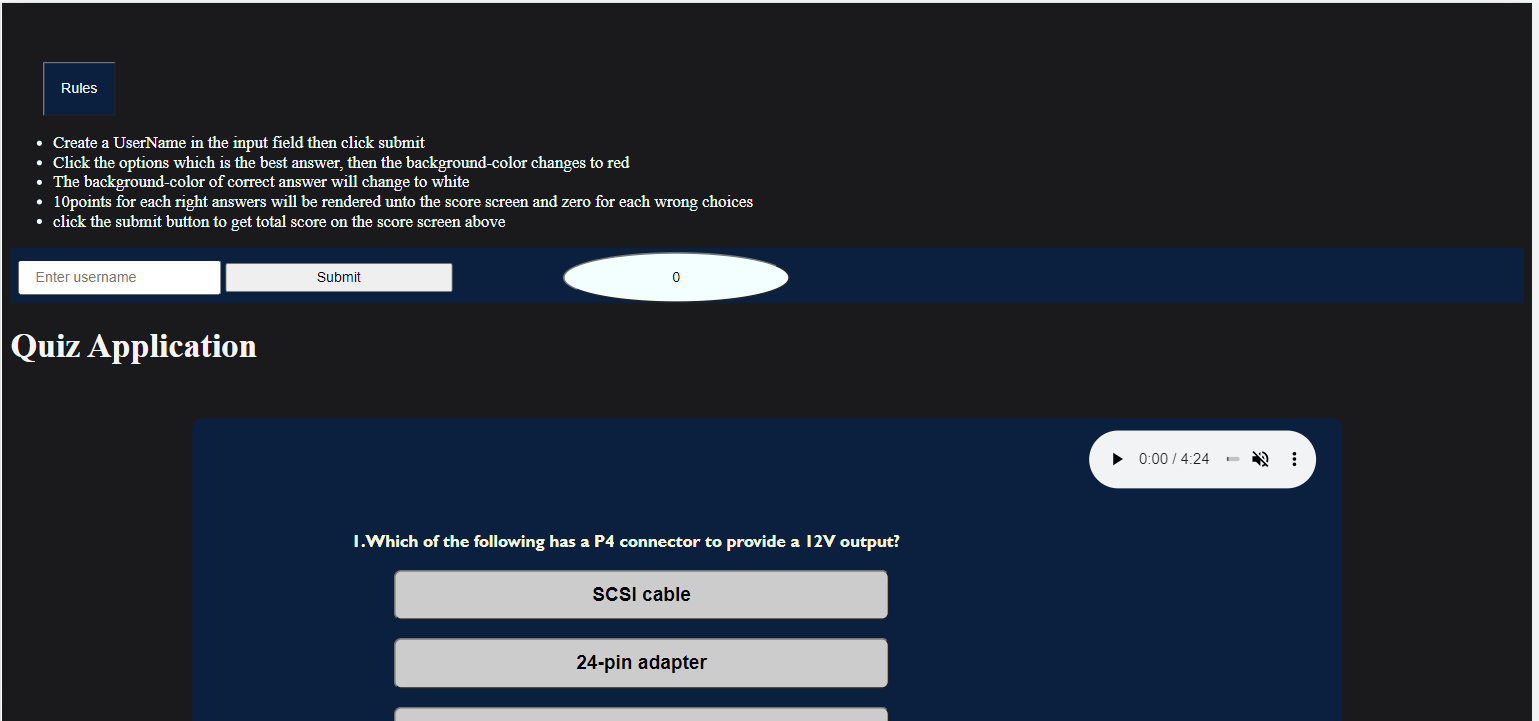 Rules
Create a UserName in the input field then click submit
Click the options which is the best answer, then the background-color changes to red
The background-color of correct answer will change to white
10points for each right answers will be rendered unto the score screen and zero for each wrong choices
click the submit button to get total score on the score screen above
Enter username
Submit
0
Quiz Application
0:00 / 4:24
1.Which of the following has a P4 connector to provide a 12V output?
SCSI cable
24-pin adapter